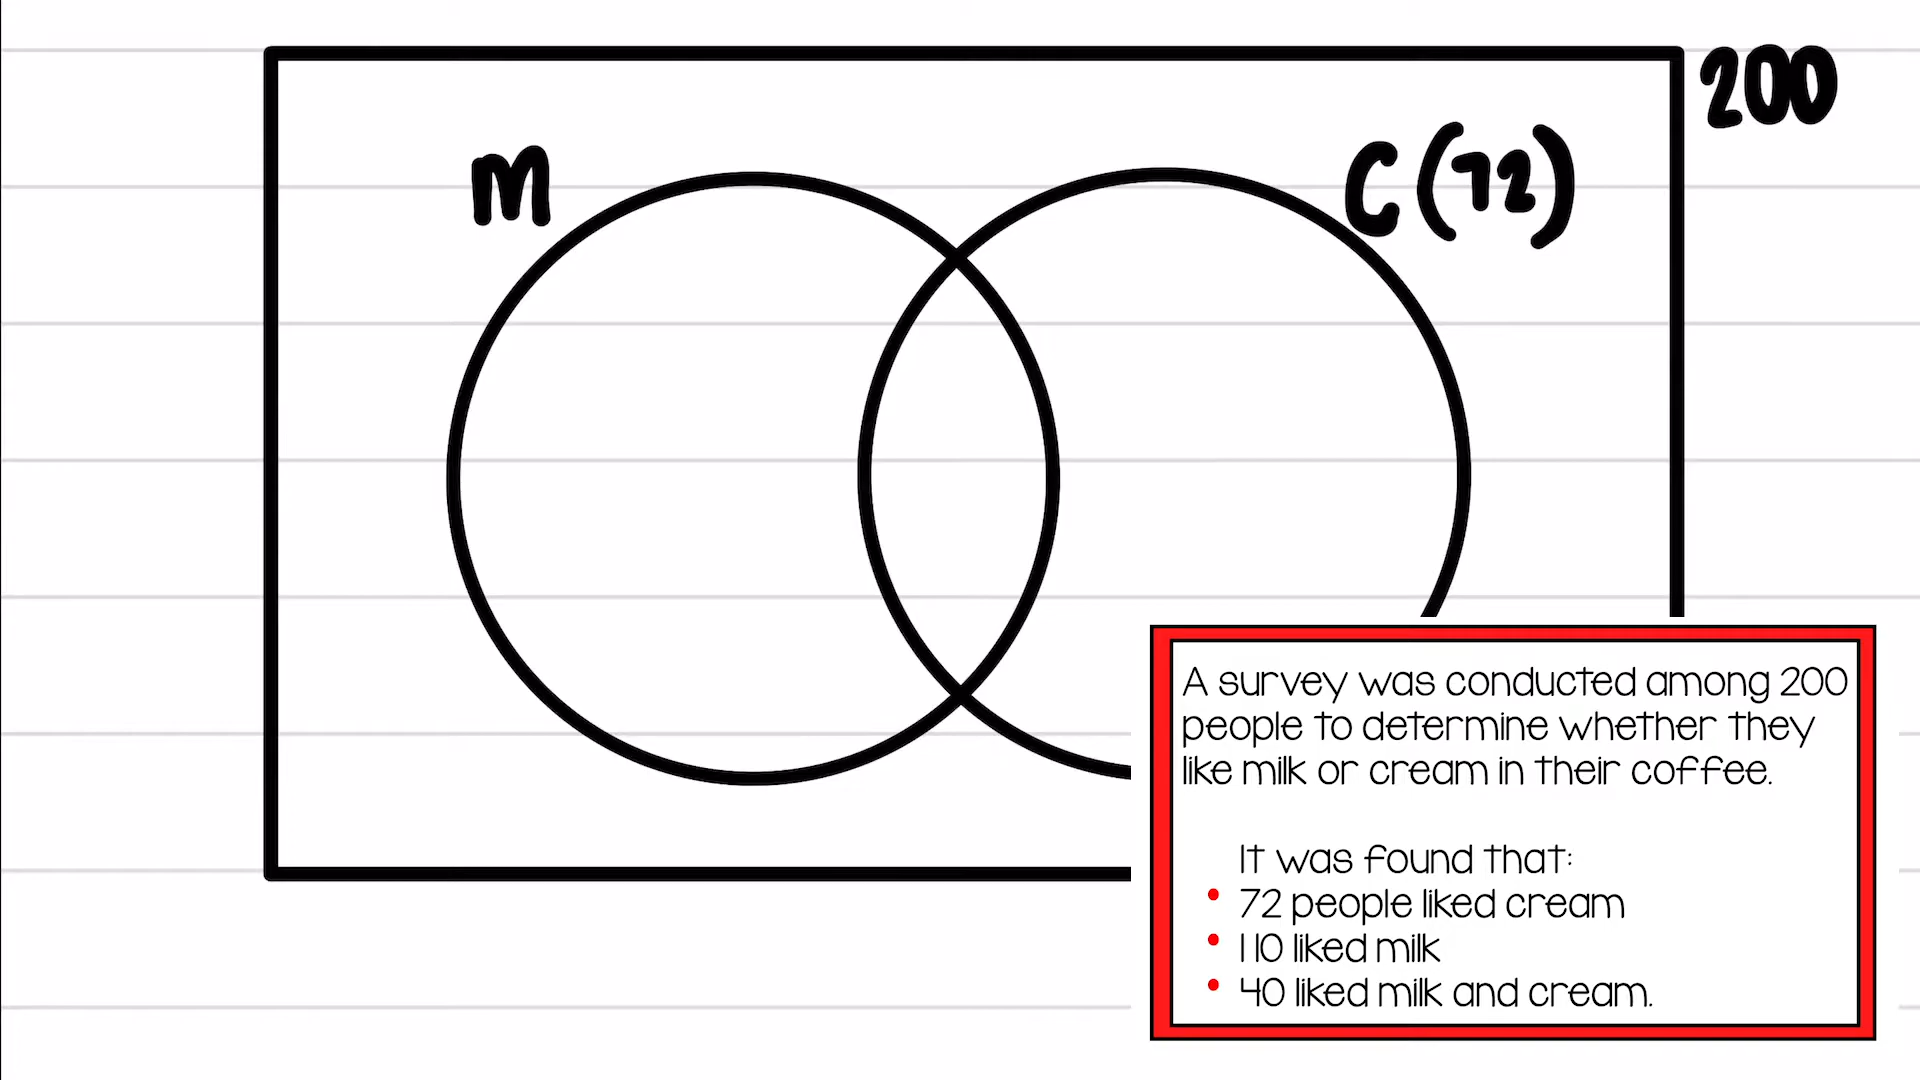 200
M
C (72)
A survey was conducted among 200
people to determine whether they
like milk or cream in their coffee.
It was found that:
• 72 people liked cream
• 110 liked milk
• 40 liked milk and cream.